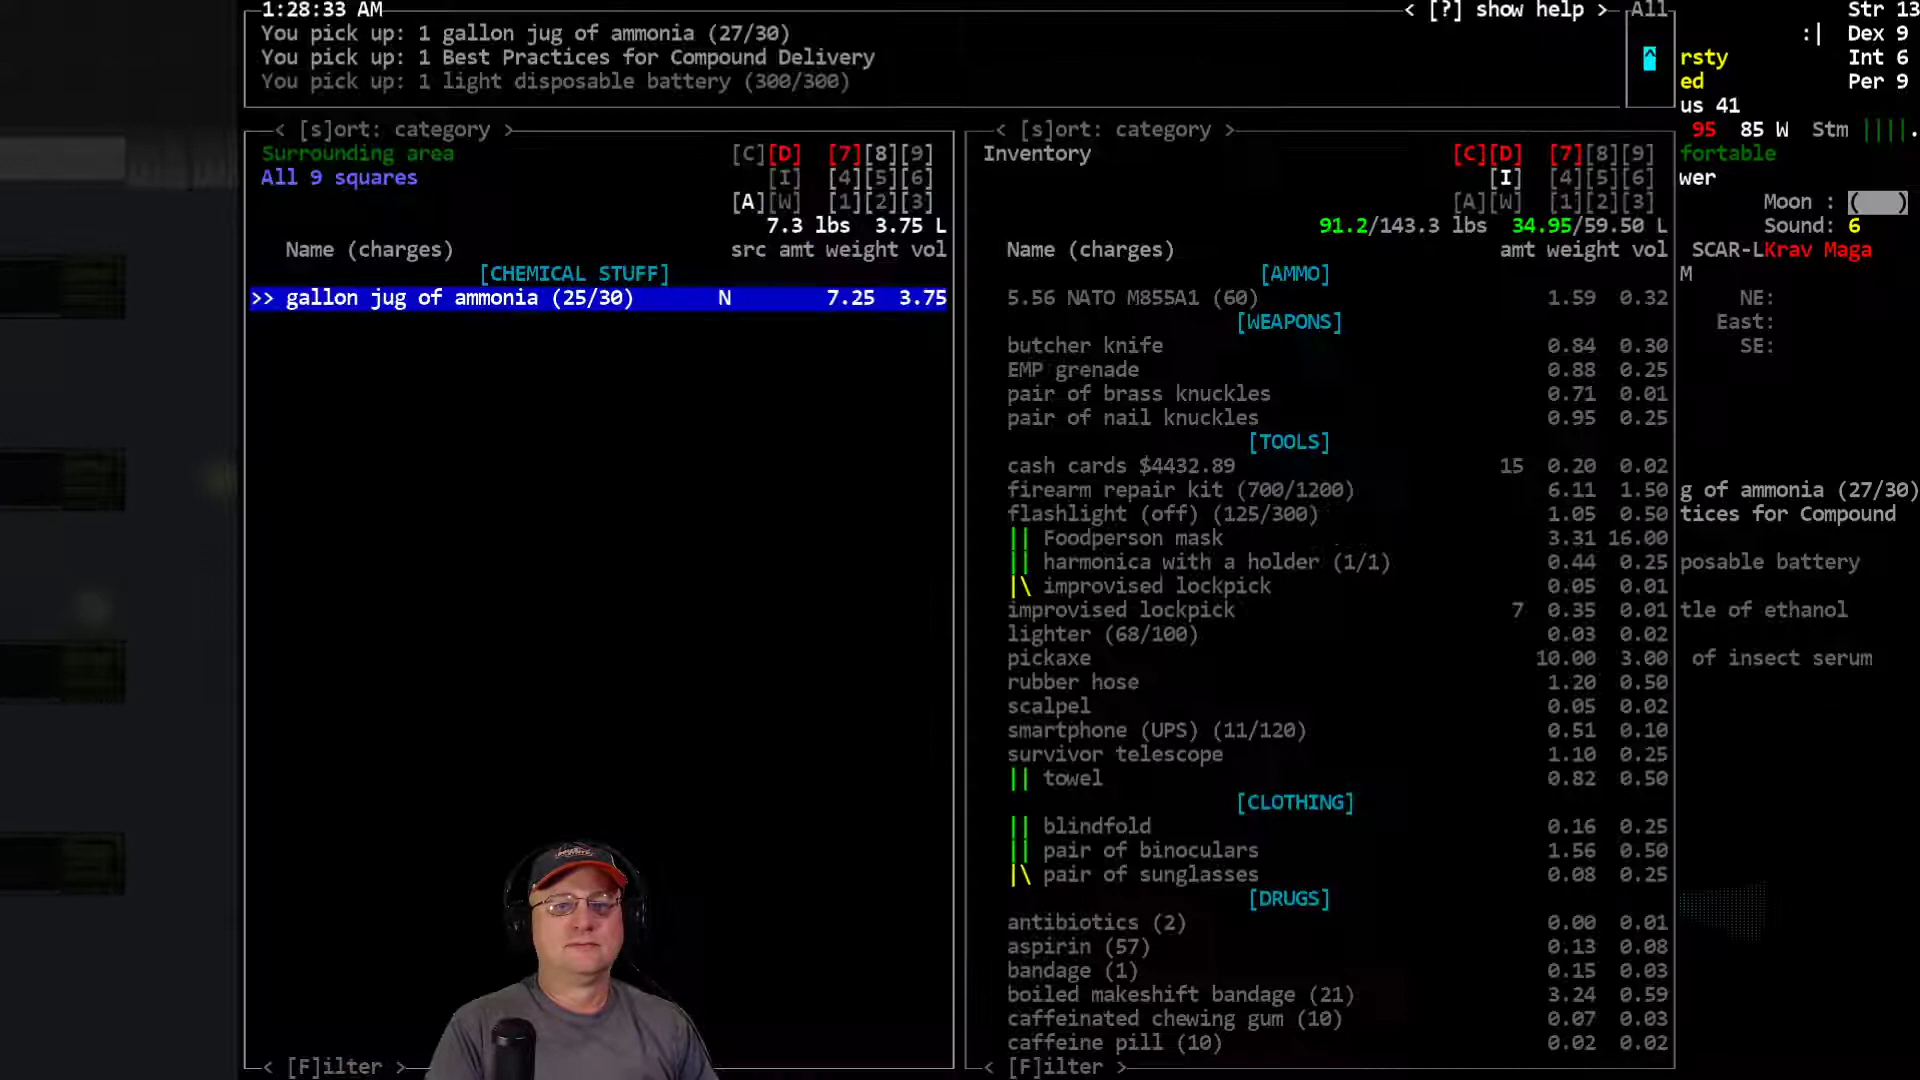 1:28:33 AM
< [?] show help >
You pick up: 1 gallon jug of ammonia (27/30)
You pick up: 1 Best Practices for Compound Delivery
You pick up: 1 light disposable battery (300/300)
All
^
Str 13
:| Dex 9
rsty Int 6
ed Per 9
us 41
95 85 W Stm ||||.
fortable
wer
Moon : ( )
Sound: 6
SCAR-L Krav Maga
M
NE:
East:
SE:
g of ammonia (27/30)
tices for Compound
posable battery
tle of ethanol
of insect serum
< [s]ort: category >
Surrounding area [C][D] [7][8][9]
All 9 squares [I] [4][5][6]
[A][W] [1][2][3]
7.3 lbs 3.75 L
Name (charges) src amt weight vol
[CHEMICAL STUFF]
>> gallon jug of ammonia (25/30) N 7.25 3.75
< [F]ilter >
< [s]ort: category >
Inventory [C][D] [7][8][9]
[I] [4][5][6]
[A][W] [1][2][3]
91.2/143.3 lbs 34.95/59.50 L
Name (charges) amt weight vol
[AMMO]
5.56 NATO M855A1 (60) 1.59 0.32
[WEAPONS]
butcher knife 0.84 0.30
EMP grenade 0.88 0.25
pair of brass knuckles 0.71 0.01
pair of nail knuckles 0.95 0.25
[TOOLS]
cash cards $4432.89 15 0.20 0.02
firearm repair kit (700/1200) 6.11 1.50
flashlight (off) (125/300) 1.05 0.50
|| Foodperson mask 3.31 16.00
|| harmonica with a holder (1/1) 0.44 0.25
|\ improvised lockpick 0.05 0.01
improvised lockpick 7 0.35 0.01
lighter (68/100) 0.03 0.02
pickaxe 10.00 3.00
rubber hose 1.20 0.50
scalpel 0.05 0.02
smartphone (UPS) (11/120) 0.51 0.10
survivor telescope 1.10 0.25
|| towel 0.82 0.50
[CLOTHING]
|| blindfold 0.16 0.25
|| pair of binoculars 1.56 0.50
|\ pair of sunglasses 0.08 0.25
[DRUGS]
antibiotics (2) 0.00 0.01
aspirin (57) 0.13 0.08
bandage (1) 0.15 0.03
boiled makeshift bandage (21) 3.24 0.59
caffeinated chewing gum (10) 0.07 0.03
caffeine pill (10) 0.02 0.02
< [F]ilter >